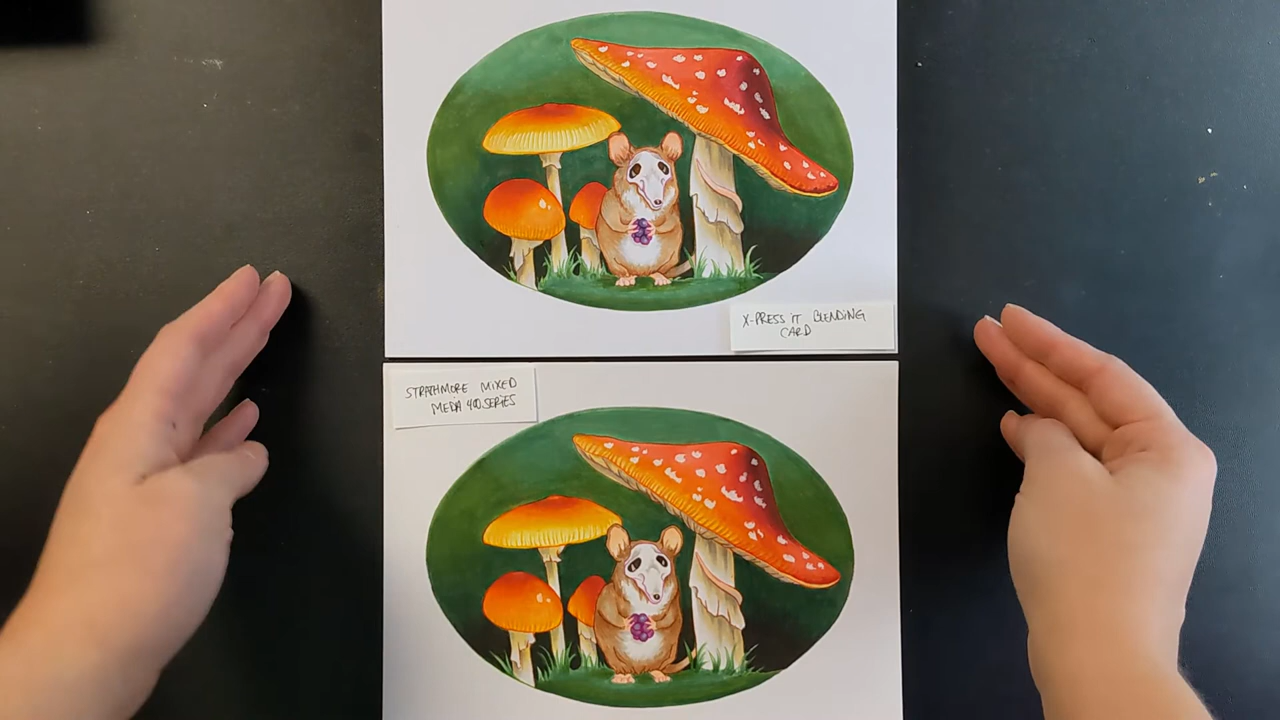 X-PRESS IT BLENDING
CARD
STRATHMORE MIXED
MEDIA 400 SERIES